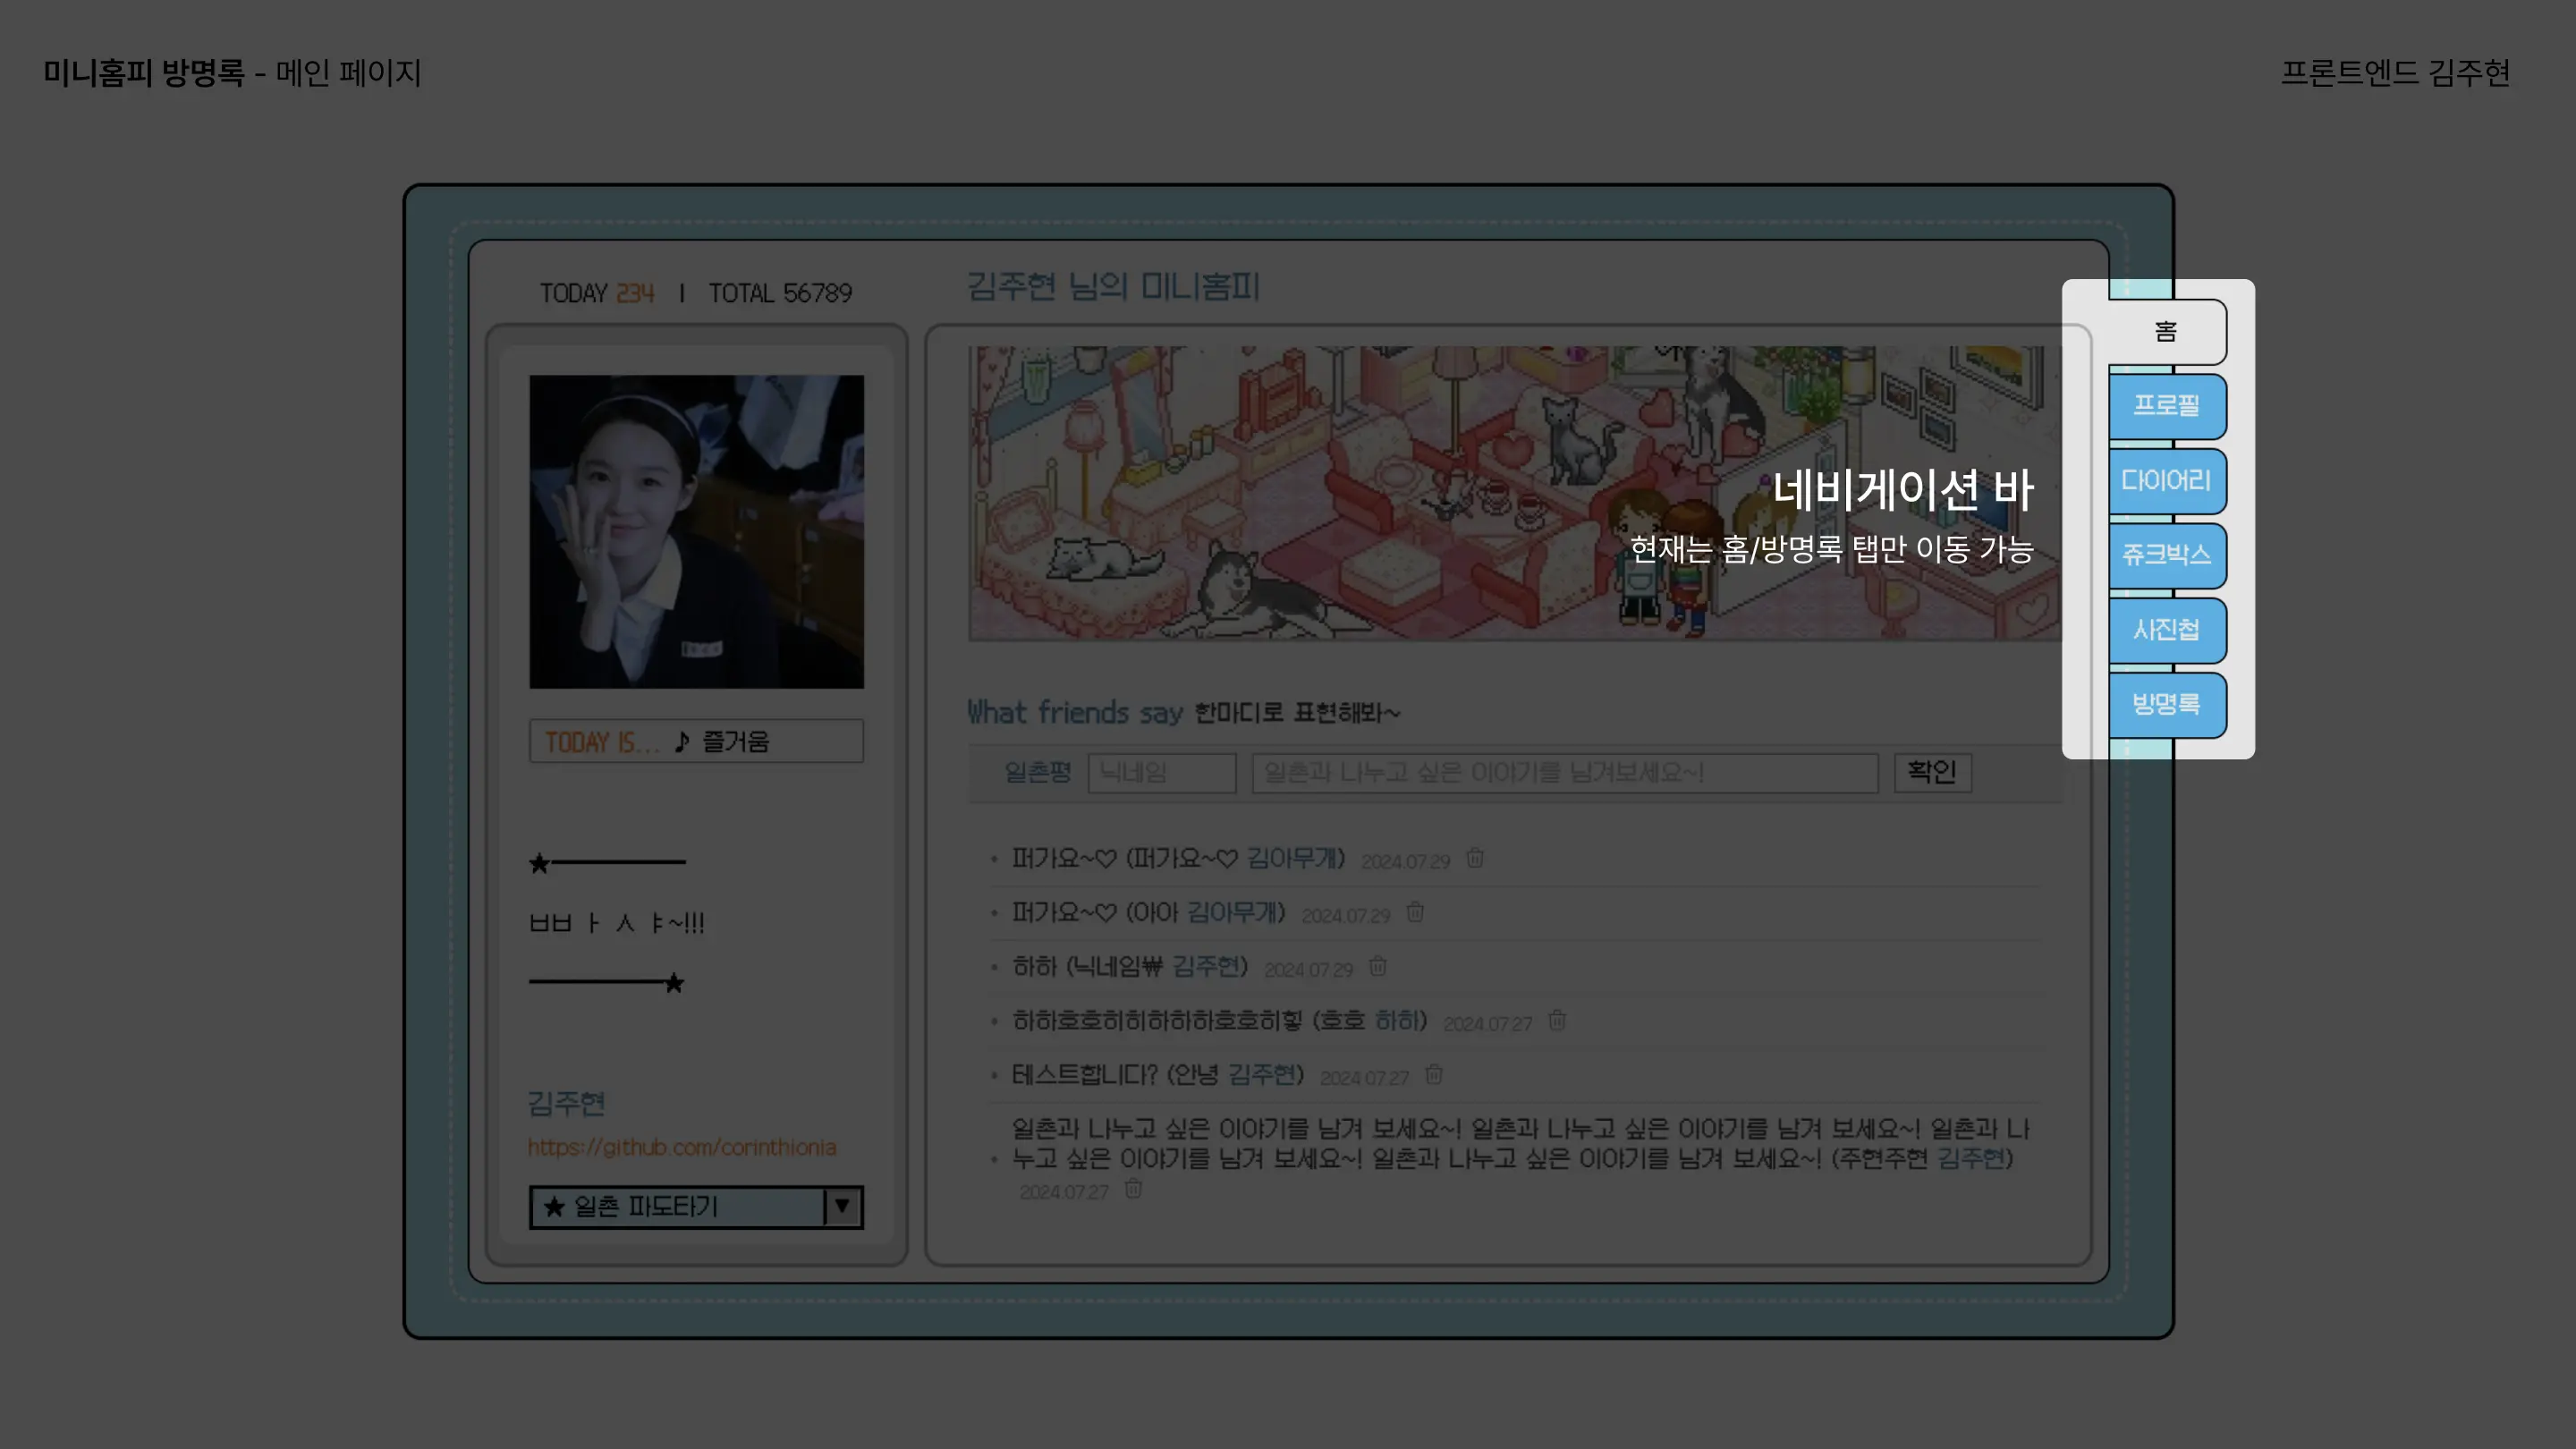 미니홈피 방명록 - 메인 페이지
프론트엔드 김주현
TODAY 234 | TOTAL 56789
김주현 님의 미니홈피
홈
프로필
다이어리
쥬크박스
사진첩
방명록
네비게이션 바
현재는 홈/방명록 탭만 이동 가능
TODAY IS... ♪ 즐거움
★──────
ㅂㅂ ㅏ ㅅ ㅑ~!!!
──────★
김주현
https://github.com/corinthionia
★ 일촌 파도타기 ▼
What friends say 한마디로 표현해봐~
일촌평 닉네임 일촌과 나누고 싶은 이야기를 남겨보세요~! 확인
• 퍼가요~♡ (퍼가요~♡ 김아무개) 2024.07.29
• 퍼가요~♡ (아아 김아무개) 2024.07.29
• 하하 (닉네임₩ 김주현) 2024.07.29
• 하하호호히히하하하호호히힣 (호호 하하) 2024.07.27
• 테스트합니다? (안녕 김주현) 2024.07.27
일촌과 나누고 싶은 이야기를 남겨 보세요~! 일촌과 나누고 싶은 이야기를 남겨 보세요~! 일촌과 나
• 누고 싶은 이야기를 남겨 보세요~! 일촌과 나누고 싶은 이야기를 남겨 보세요~! (주현주현 김주현)
2024.07.27